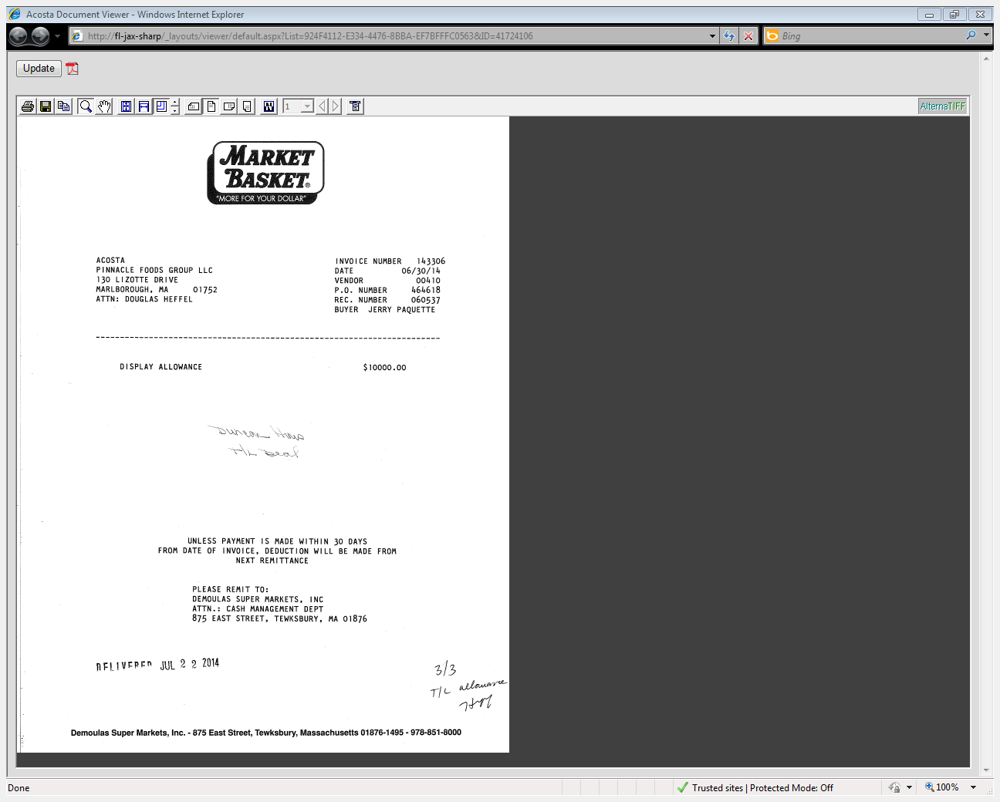 Acosta Document Viewer - Windows Internet Explorer
http://fl-jax-sharp/_layouts/viewer/default.aspx?List=924F4112-E334-4476-8BBA-EF7BFFFC0563&ID=41724106
Bing
Update
1
AlternaTIFF
MARKET
BASKET®
"MORE FOR YOUR DOLLAR"
ACOSTA
PINNACLE FOODS GROUP LLC
130 LIZOTTE DRIVE
MARLBOROUGH, MA 01752
ATTN: DOUGLAS HEFFEL
INVOICE NUMBER 143306
DATE 06/30/14
VENDOR 00410
P.O. NUMBER 464618
REC. NUMBER 060537
BUYER JERRY PAQUETTE
DISPLAY ALLOWANCE $10000.00
Duncan Hines
T/L Deal
UNLESS PAYMENT IS MADE WITHIN 30 DAYS
FROM DATE OF INVOICE, DEDUCTION WILL BE MADE FROM
NEXT REMITTANCE
PLEASE REMIT TO:
DEMOULAS SUPER MARKETS, INC
ATTN.: CASH MANAGEMENT DEPT
875 EAST STREET, TEWKSBURY, MA 01876
DELIVERED JUL 22 2014
3/3
T/L allowance
Demoulas Super Markets, Inc. - 875 East Street, Tewksbury, Massachusetts 01876-1495 - 978-851-8000
Done
Trusted sites | Protected Mode: Off
100%